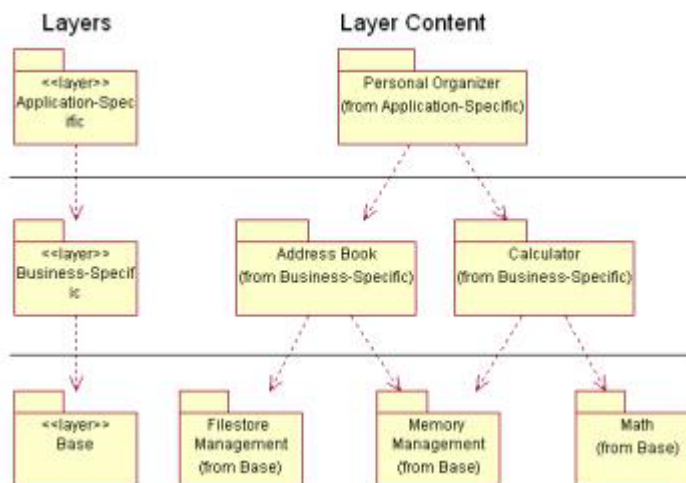 Layers
Layer Content
<<layer>>
Application-Spec
ific
Personal Organizer
(from Application-Specific)
<<layer>>
Business-Specif
ic
Address Book
(from Business-Specific)
Calculator
(from Business-Specific)
<<layer>>
Base
Filestore
Management
(from Base)
Memory
Management
(from Base)
Math
(from Base)